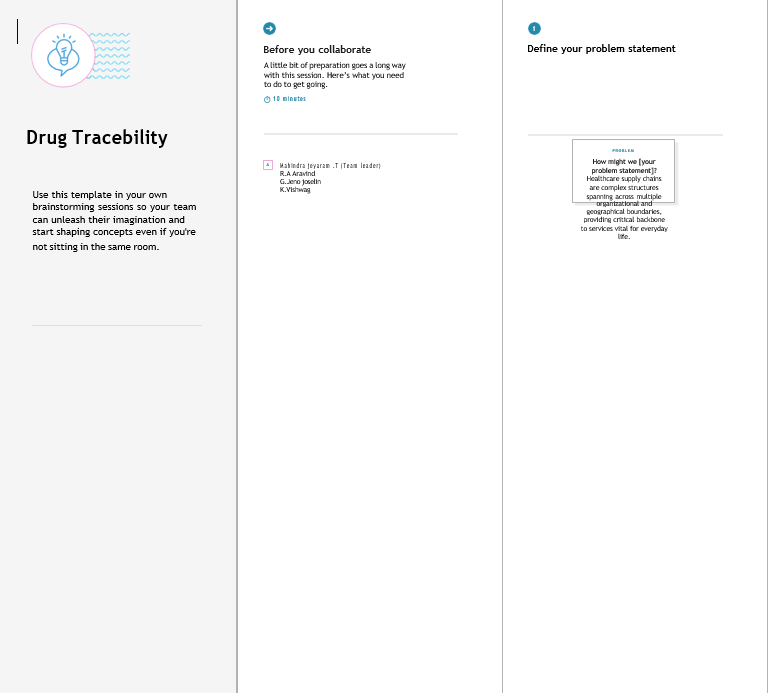 Drug Tracebility
Use this template in your own
brainstorming sessions so your team
can unleash their imagination and
start shaping concepts even if you're
not sitting in the same room.
Before you collaborate
A little bit of preparation goes a long way
with this session. Here's what you need
to do to get going.
10 minutes
A
Mahindra joyaram .T (Team leader)
R.A Aravind
G.Jeno joselin
K.Vishwag
1
Define your problem statement
PROBLEM
How might we [your
problem statement]?
Healthcare supply chains
are complex structures
spanning across multiple
organizational and
geographical boundaries,
providing critical backbone
to services vital for everyday
life.